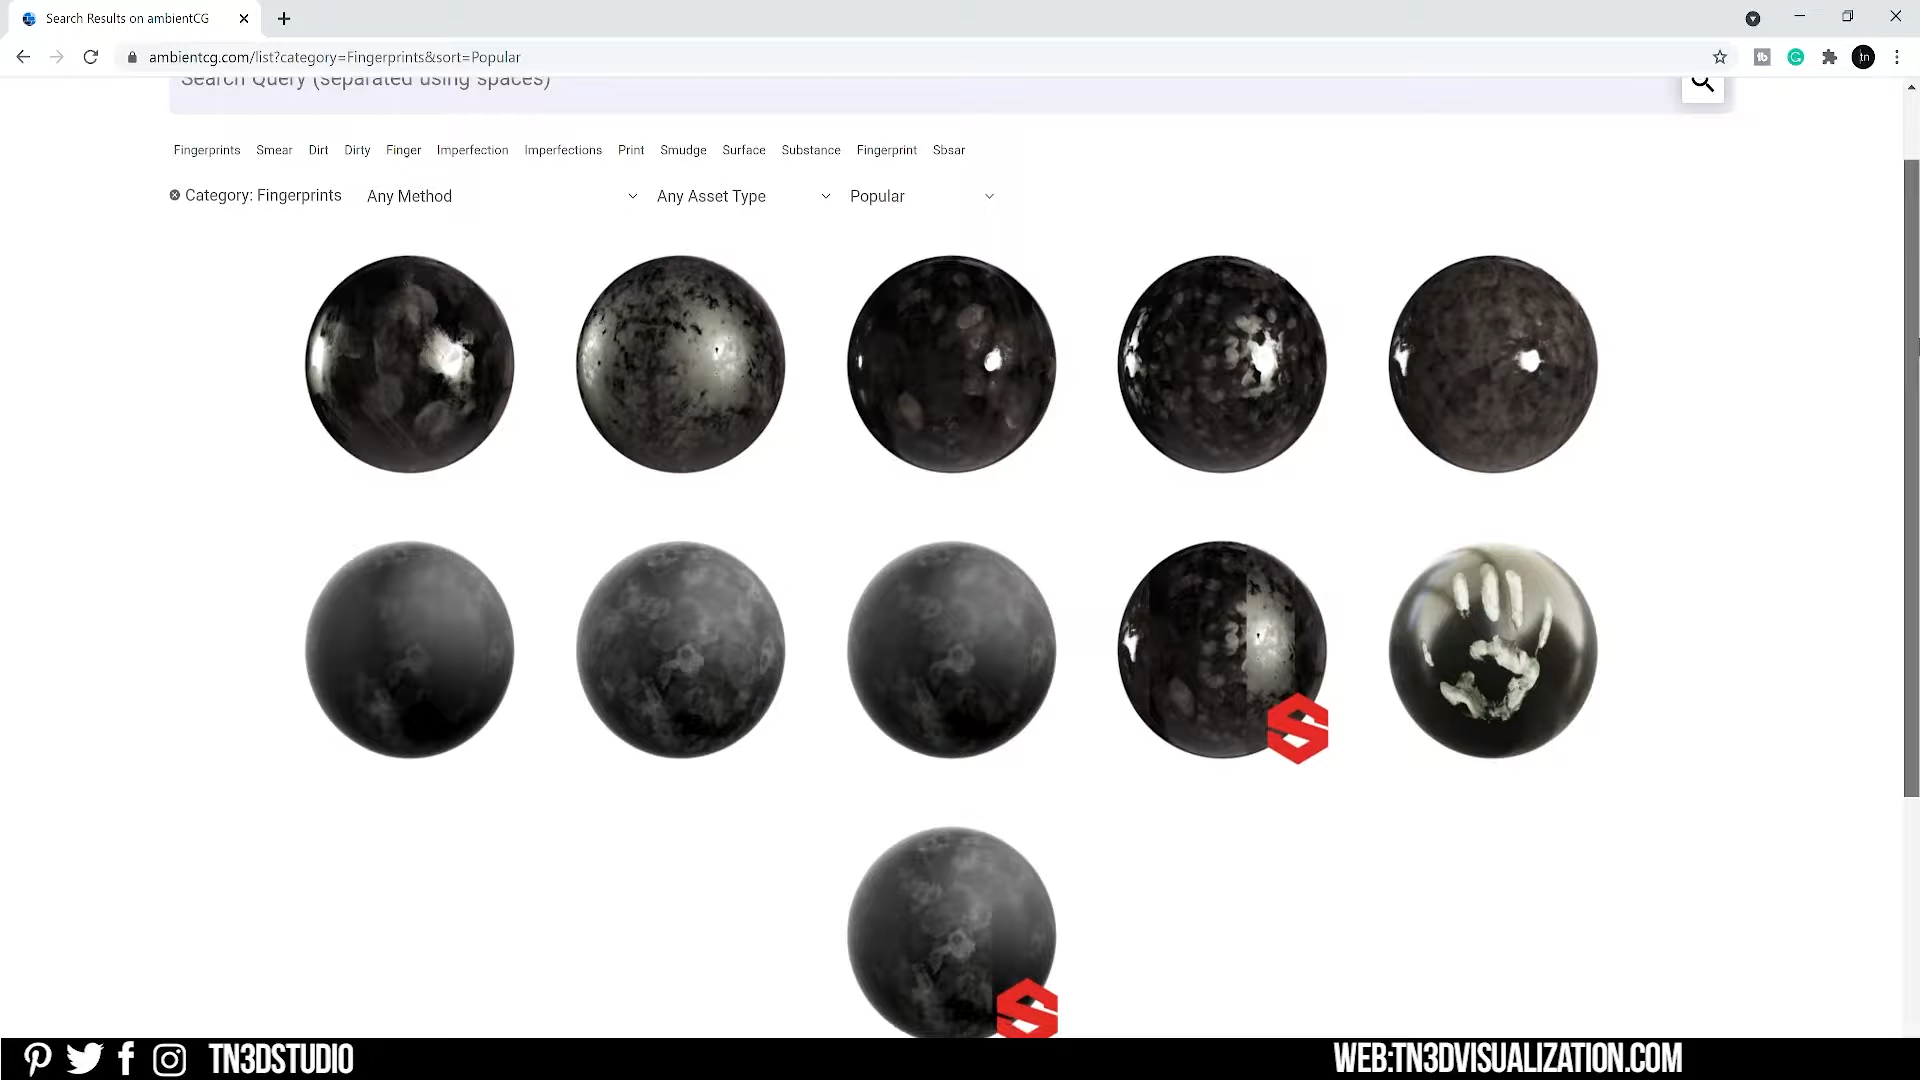 Search Results on ambientCG
ambientcg.com/list?category=Fingerprints&sort=Popular
tn
Search Query (separated using spaces)
Fingerprints Smear Dirt Dirty Finger Imperfection Imperfections Print Smudge Surface Substance Fingerprint Sbsar
Category: Fingerprints Any Method Any Asset Type Popular
TN3DSTUDIO WEB:TN3DVISUALIZATION.COM